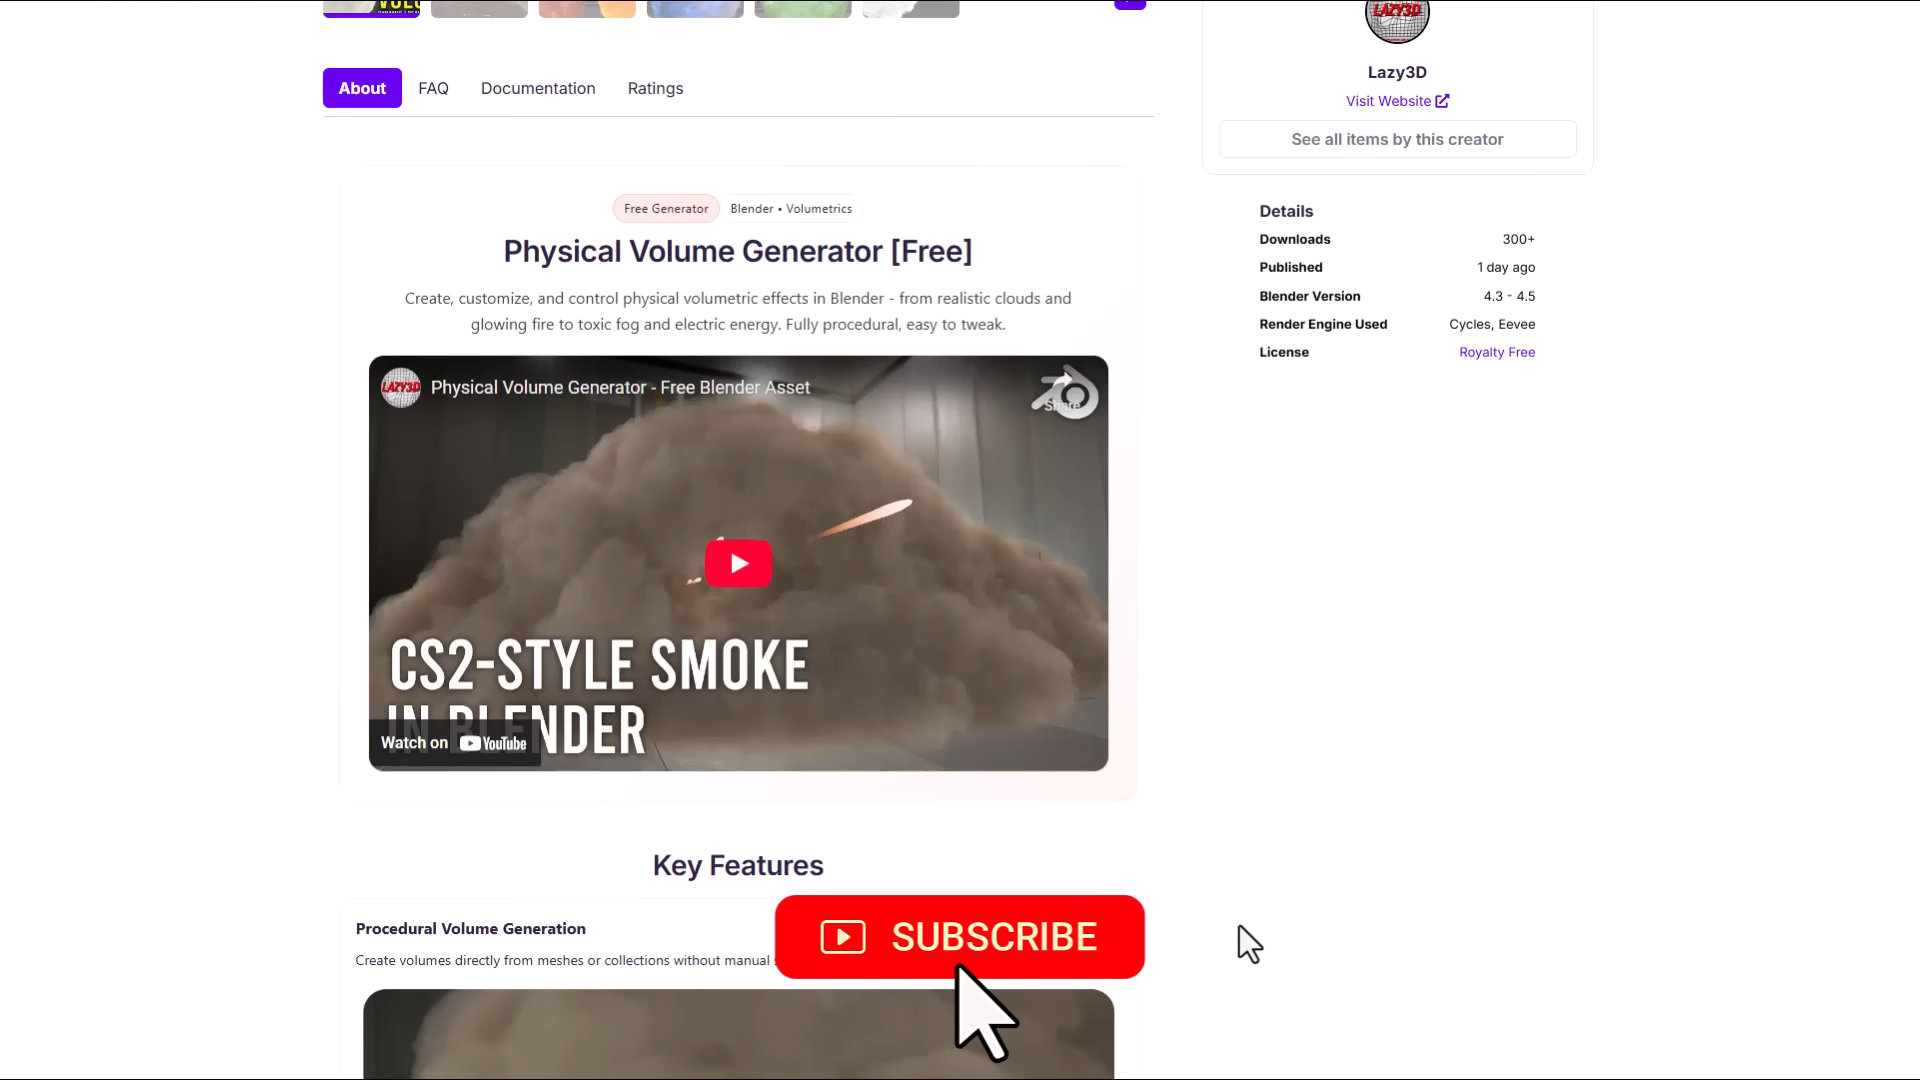 LAZY3D
Lazy3D
Visit Website
See all items by this creator
About
FAQ
Documentation
Ratings
Free Generator
Blender • Volumetrics
Physical Volume Generator [Free]
Create, customize, and control physical volumetric effects in Blender - from realistic clouds and
glowing fire to toxic fog and electric energy. Fully procedural, easy to tweak.
LAZY3D
Physical Volume Generator - Free Blender Asset
Share
CS2-STYLE SMOKE
IN BLENDER
Watch on YouTube
Details
Downloads 300+
Published 1 day ago
Blender Version 4.3 - 4.5
Render Engine Used Cycles, Eevee
License Royalty Free
Key Features
Procedural Volume Generation
Create volumes directly from meshes or collections without manual
SUBSCRIBE